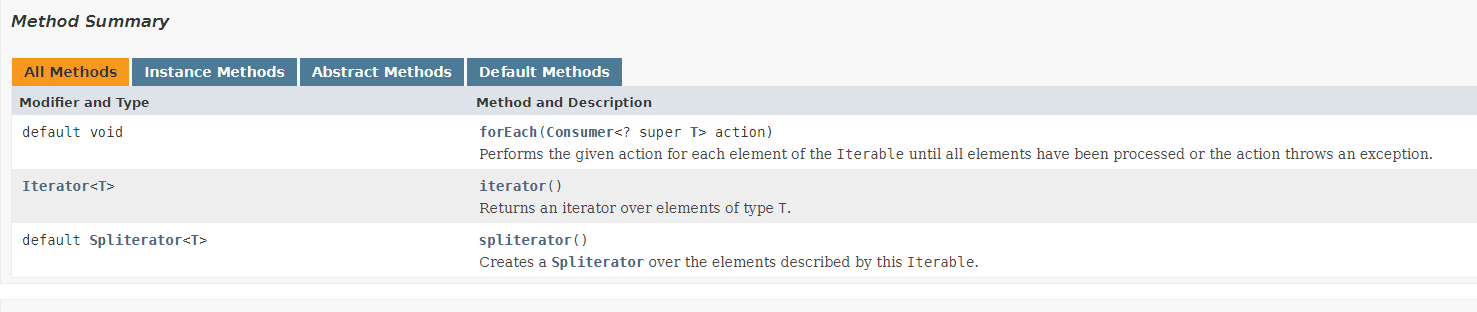 Method Summary
All Methods Instance Methods Abstract Methods Default Methods
Modifier and Type Method and Description
default void forEach(Consumer<? super T> action)
Performs the given action for each element of the Iterable until all elements have been processed or the action throws an exception.
Iterator<T> iterator()
Returns an iterator over elements of type T.
default Spliterator<T> spliterator()
Creates a Spliterator over the elements described by this Iterable.